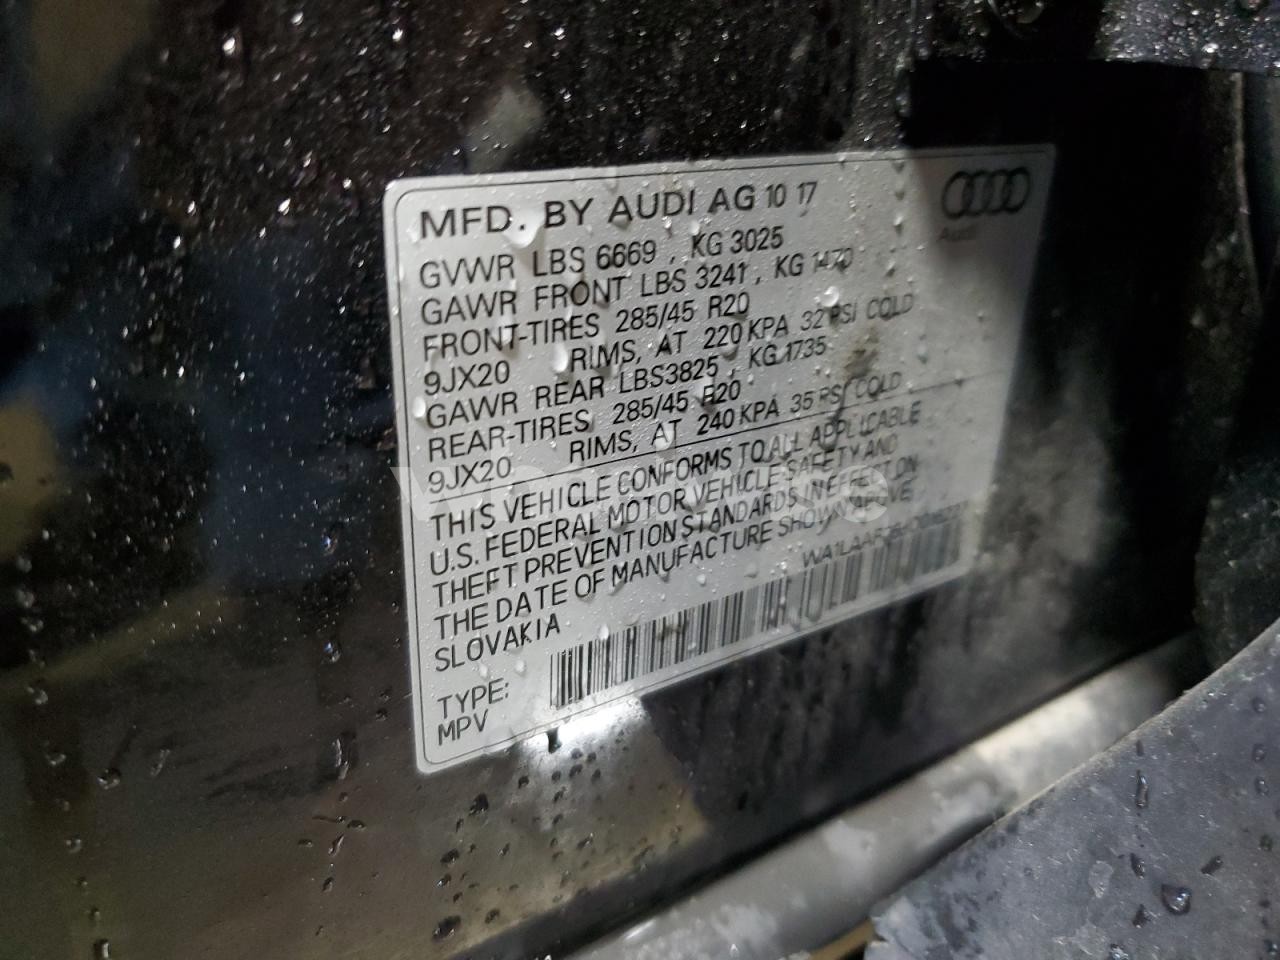 MFD. BY AUDI AG 10 17
GVWR LBS 6669 , KG 3025
GAWR FRONT LBS 3241 , KG 1470
FRONT-TIRES 285/45 R20
9JX20 RIMS, AT 220 KPA 32 PSI COLD
GAWR REAR LBS3825 , KG 1735
REAR-TIRES 285/45 R20
9JX20 RIMS, AT 240 KPA 35 PSI COLD
THIS VEHICLE CONFORMS TO ALL APPLICABLE
U.S. FEDERAL MOTOR VEHICLE SAFETY AND
THEFT PREVENTION STANDARDS IN EFFECT ON
THE DATE OF MANUFACTURE SHOWN ABOVE
SLOVAKIA
TYPE:
MPV
Audi